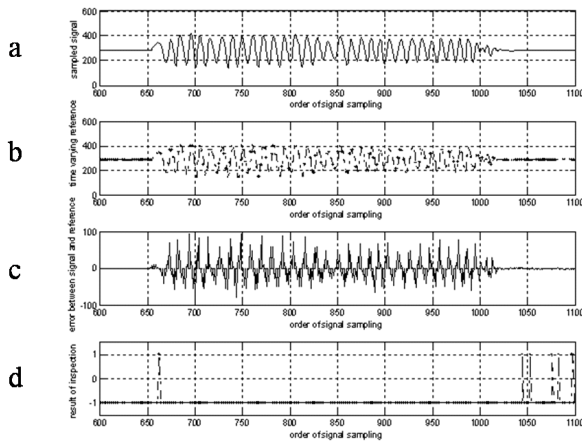 a
sampled signal
600
400
200
0
600 650 700 750 800 850 900 950 1000 1050 1100
order of signal sampling
b
time varying reference
600
400
200
0
600 650 700 750 800 850 900 950 1000 1050 1100
order of signal sampling
c
error between signal and reference
100
0
-100
600 650 700 750 800 850 900 950 1000 1050 1100
order of signal sampling
d
result of inspection
1
0
-1
600 650 700 750 800 850 900 950 1000 1050 1100
order of signal sampling